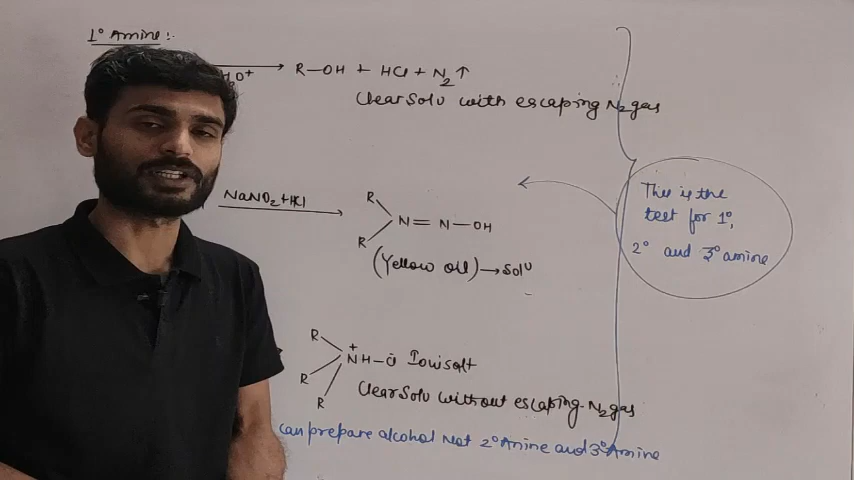 1° Amine :-
R—OH + HCl + N2 ↑
Clear Solu with escaping N2 gas
NaNO2+HCl
R
N = N — OH
R
(Yellow oil) → Solu
This is the
test for 1°,
2° and 3° amine
R
+
NH — Cl Ionic salt
R
R
Clear Solu without escaping N2 gas
can prepare alcohol Not 2° Amine and 3° Amine